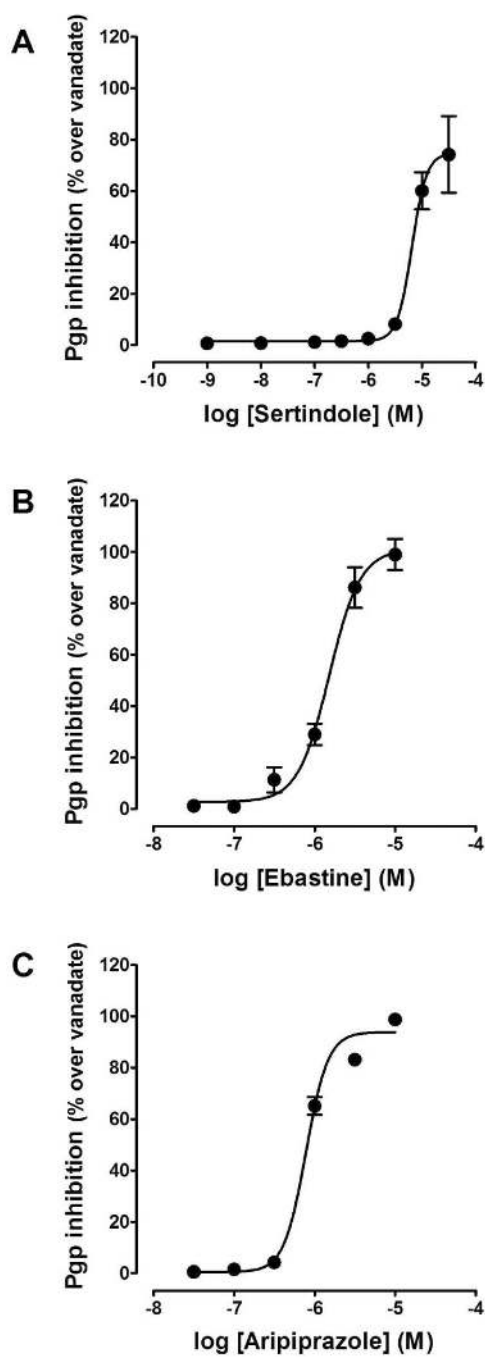 A
Pgp inhibition (% over vanadate)
120
100
80
60
40
20
0
-10 -9 -8 -7 -6 -5 -4
log [Sertindole] (M)
B
Pgp inhibition (% over vanadate)
120
100
80
60
40
20
0
-8 -7 -6 -5 -4
log [Ebastine] (M)
C
Pgp inhibition (% over vanadate)
120
100
80
60
40
20
0
-8 -7 -6 -5 -4
log [Aripiprazole] (M)